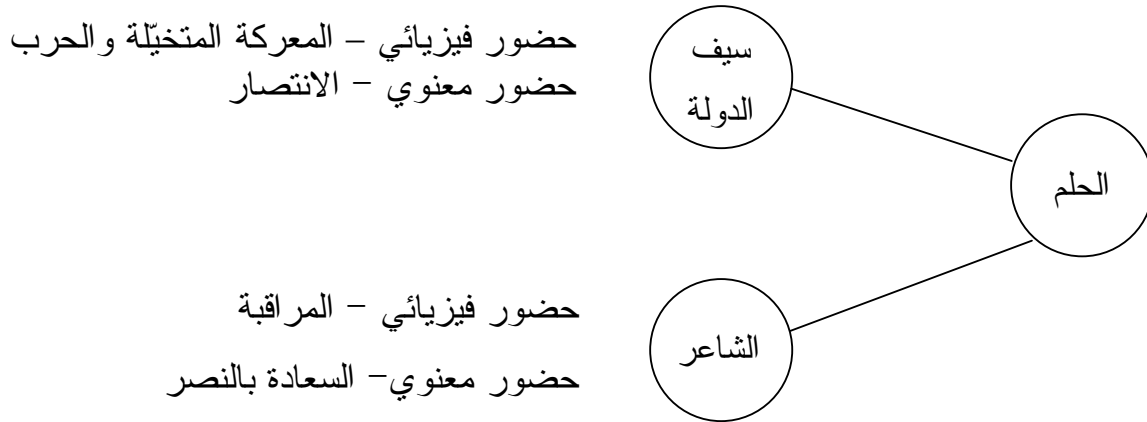 حضور فيزيائي – المعركة المتخيّلة والحرب
حضور معنوي – الانتصار
سيف
الدولة
الحلم
حضور فيزيائي – المراقبة
حضور معنوي– السعادة بالنصر
الشاعر